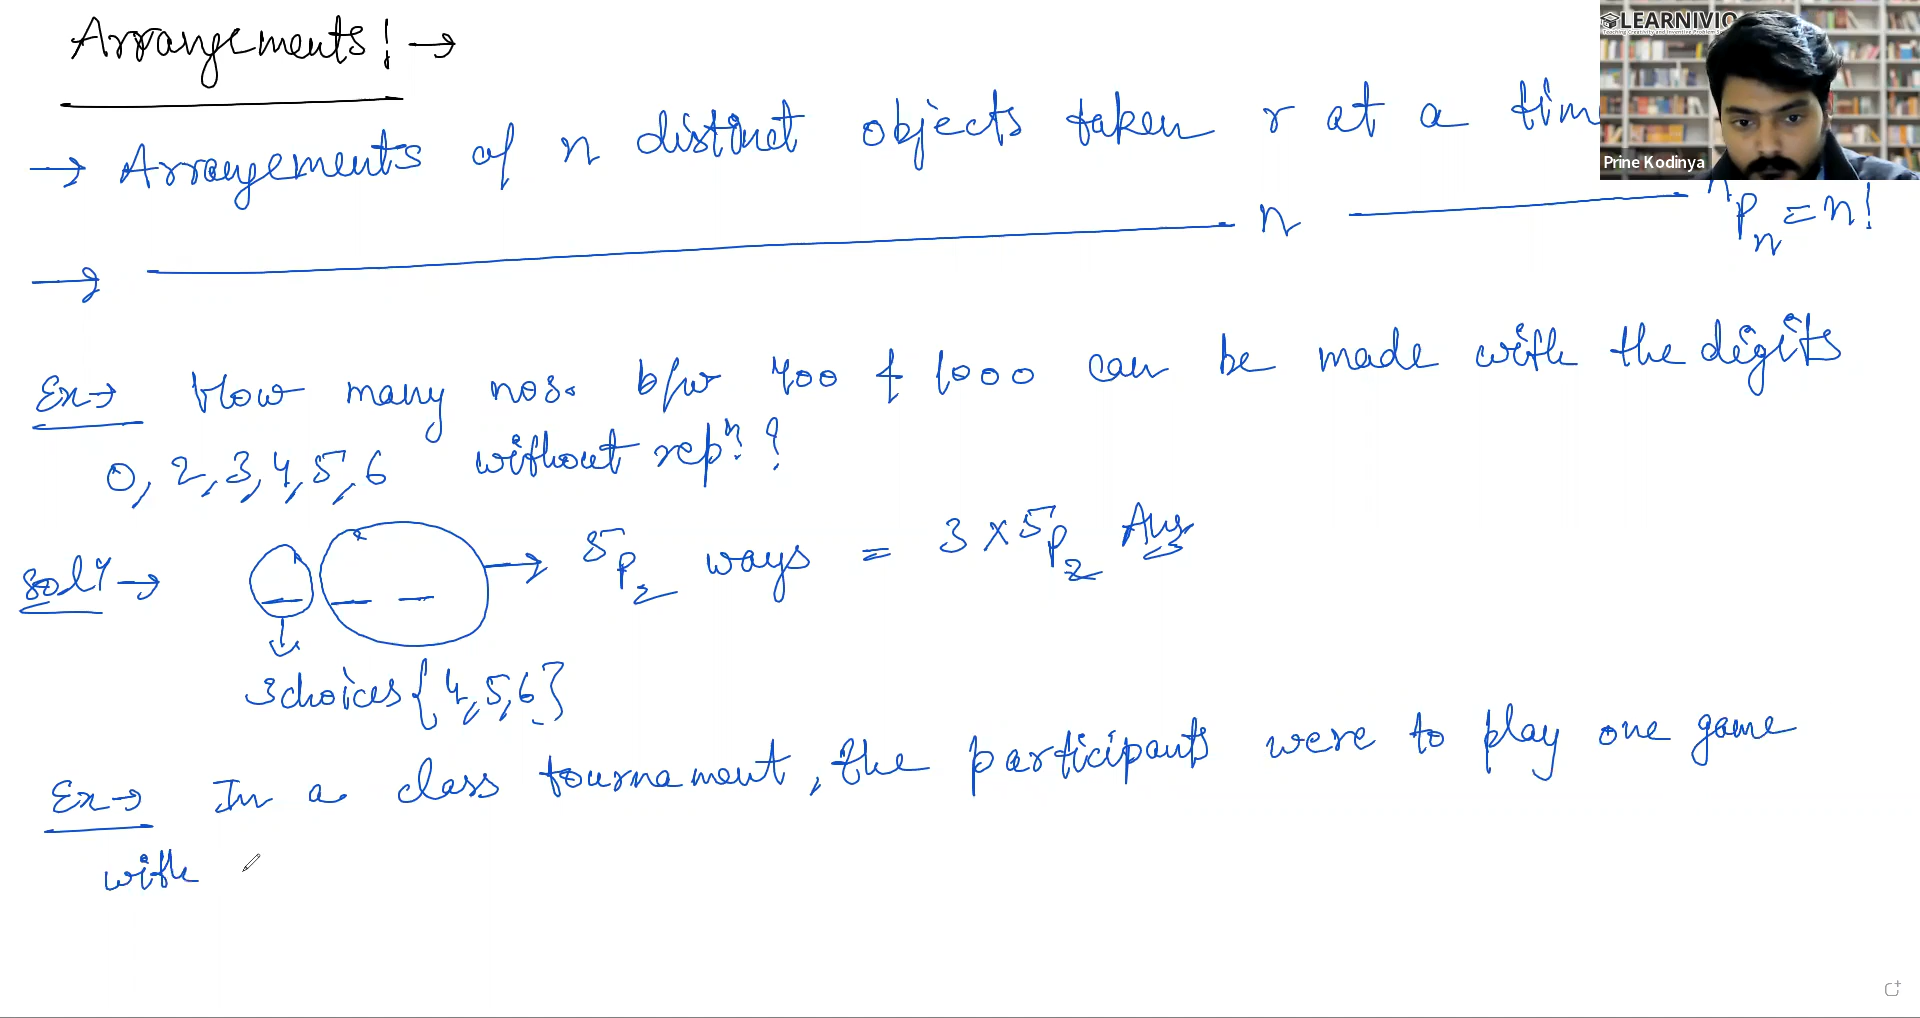 Arrangements! →
LEARNIVIO
→ Arrangements of n distinct objects taken r at a tim
Prine Kodinya
→ ———— n ———— ⁿPₙ = n!
Ex→ How many nos. b/w 400 & 1000 can be made with the digits
0, 2, 3, 4, 5, 6 without repⁿ. ?
Solⁿ → _ _ _ → ⁵P₂ ways = 3 × ⁵P₂ Ans
↓
3 choices {4,5,6}
Ex→ In a class tournament, the participants were to play one game
with